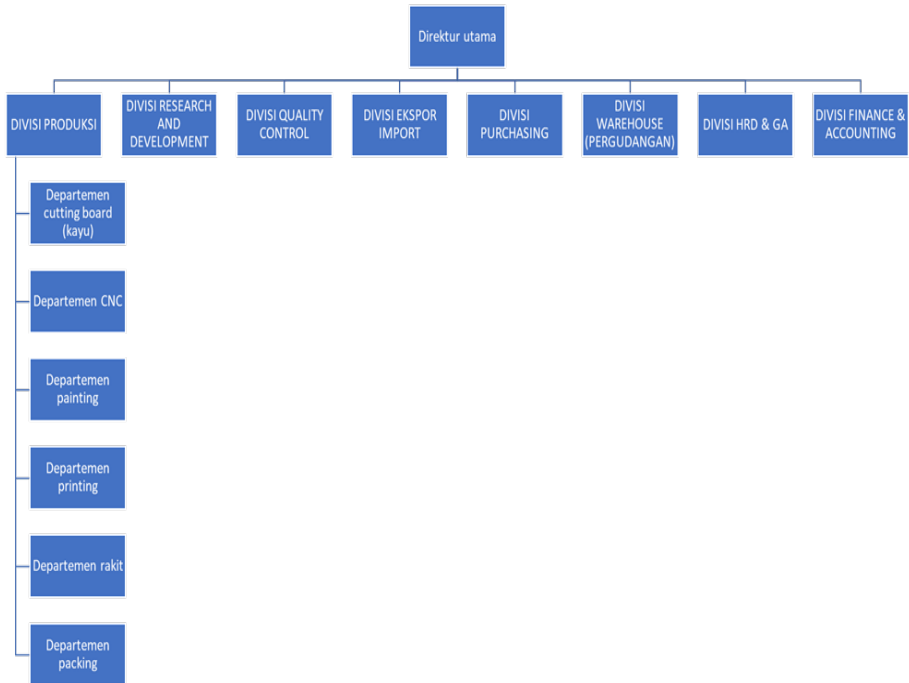 Direktur utama
DIVISI PRODUKSI
DIVISI RESEARCH
AND
DEVELOPMENT
DIVISI QUALITY
CONTROL
DIVISI EKSPOR
IMPORT
DIVISI
PURCHASING
DIVISI
WAREHOUSE
(PERGUDANGAN)
DIVISI HRD & GA
DIVISI FINANCE &
ACCOUNTING
Departemen
cutting board
(kayu)
Departemen CNC
Departemen
painting
Departemen
printing
Departemen rakit
Departemen
packing